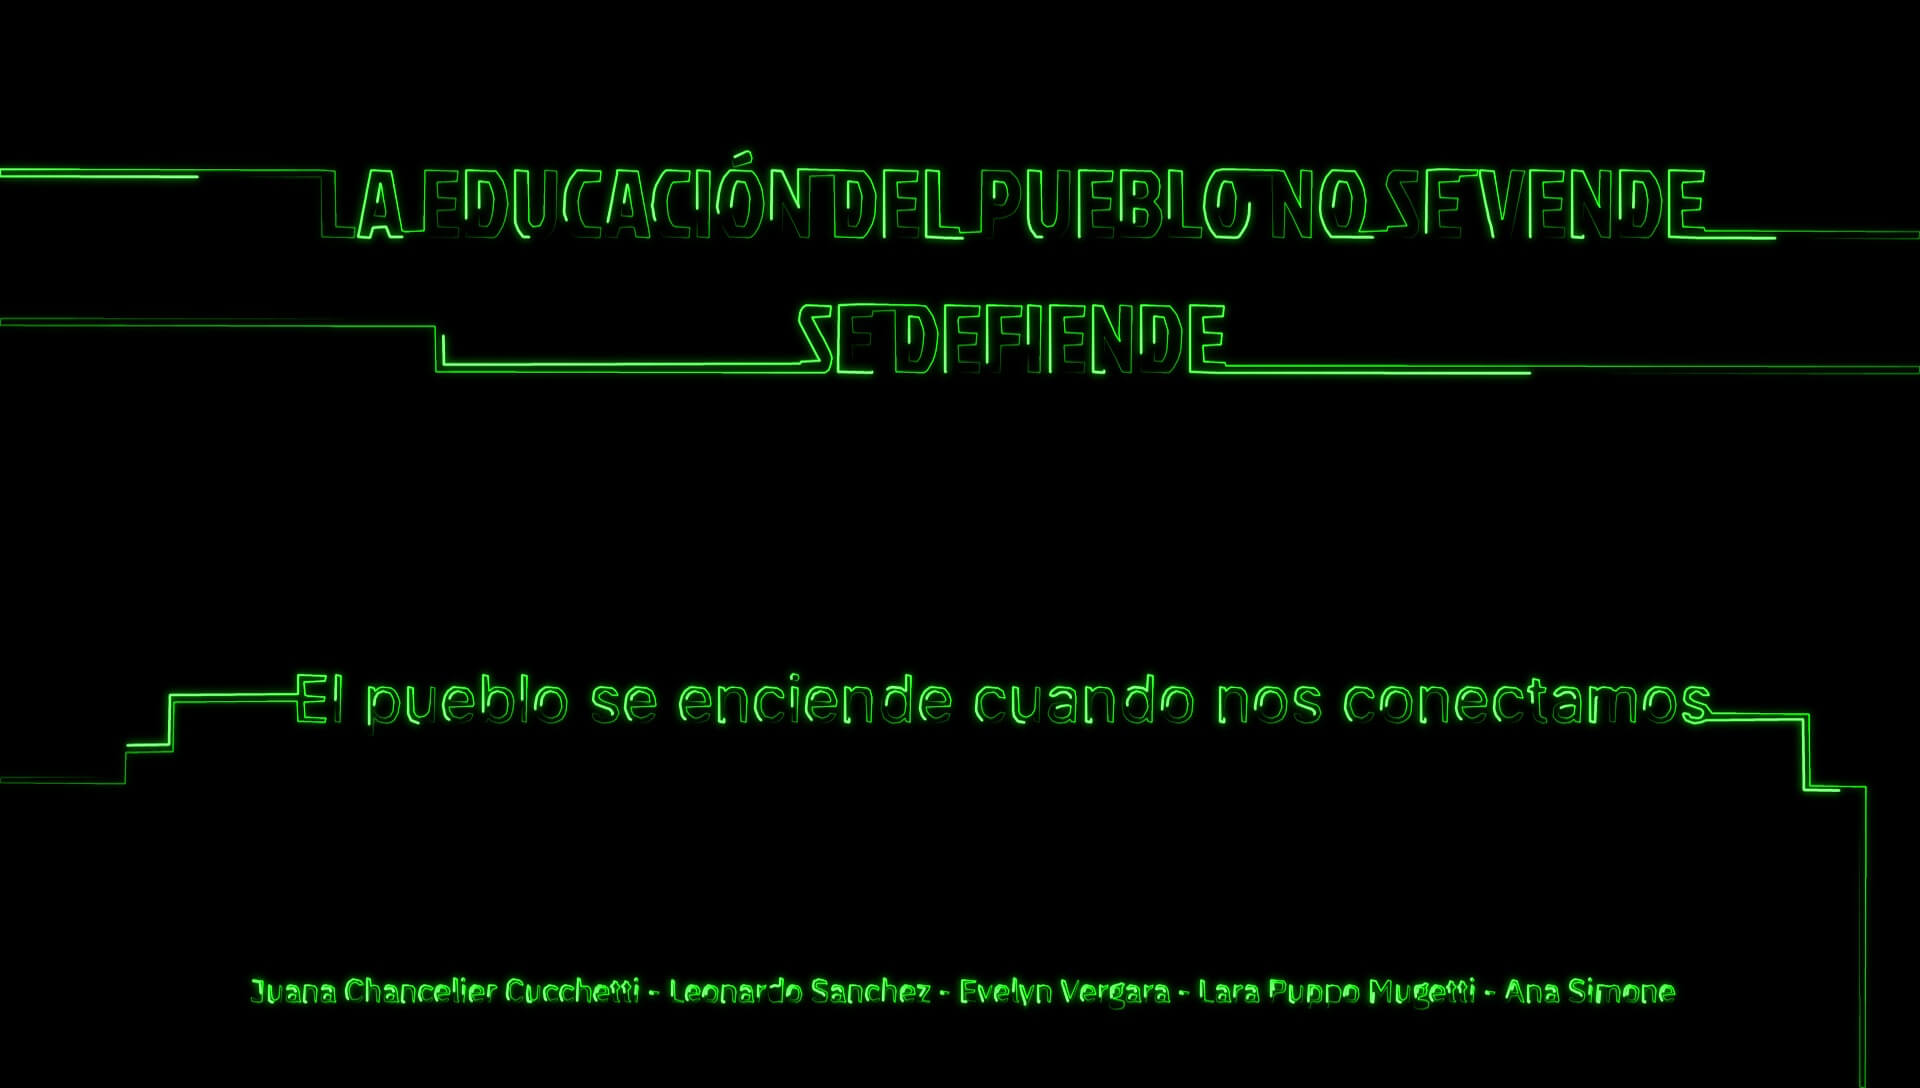 LA EDUCACIÓN DEL PUEBLO NO SE VENDE
SE DEFIENDE
El pueblo se enciende cuando nos conectamos
Juana Chancelier Cucchetti - Leonardo Sanchez - Evelyn Vergara - Lara Puppo Mugetti - Ana Simone